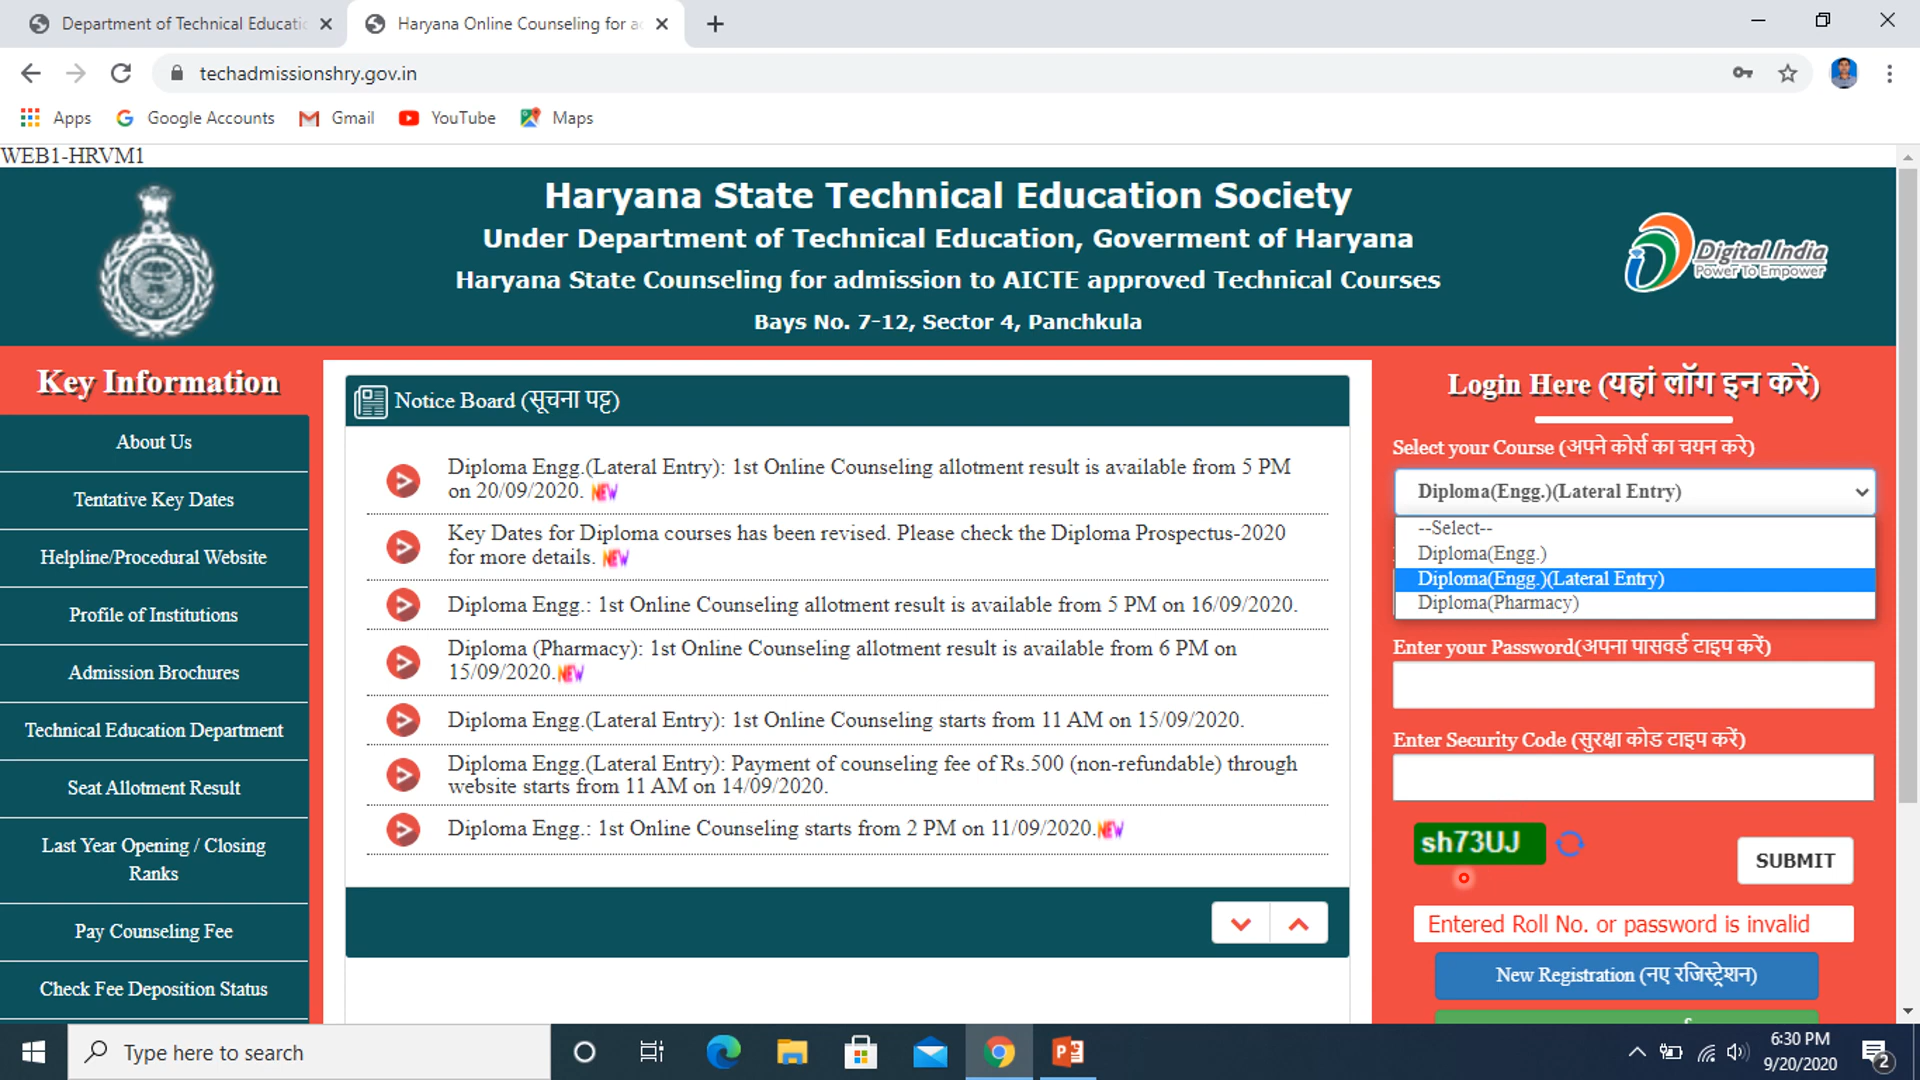 Department of Technical Educatio
Haryana Online Counseling for ad
techadmissionshry.gov.in
Apps
Google Accounts
Gmail
YouTube
Maps
WEB1-HRVM1
Haryana State Technical Education Society
Under Department of Technical Education, Goverment of Haryana
Haryana State Counseling for admission to AICTE approved Technical Courses
Bays No. 7-12, Sector 4, Panchkula
Digital India
Power To Empower
Key Information
About Us
Tentative Key Dates
Helpline/Procedural Website
Profile of Institutions
Admission Brochures
Technical Education Department
Seat Allotment Result
Last Year Opening / Closing
Ranks
Pay Counseling Fee
Check Fee Deposition Status
Notice Board (सूचना पट्ट)
Diploma Engg.(Lateral Entry): 1st Online Counseling allotment result is available from 5 PM
on 20/09/2020. NEW
Key Dates for Diploma courses has been revised. Please check the Diploma Prospectus-2020
for more details. NEW
Diploma Engg.: 1st Online Counseling allotment result is available from 5 PM on 16/09/2020.
Diploma (Pharmacy): 1st Online Counseling allotment result is available from 6 PM on
15/09/2020. NEW
Diploma Engg.(Lateral Entry): 1st Online Counseling starts from 11 AM on 15/09/2020.
Diploma Engg.(Lateral Entry): Payment of counseling fee of Rs.500 (non-refundable) through
website starts from 11 AM on 14/09/2020.
Diploma Engg.: 1st Online Counseling starts from 2 PM on 11/09/2020. NEW
Login Here (यहां लॉग इन करें)
Select your Course (अपने कोर्स का चयन करे)
Diploma(Engg.)(Lateral Entry)
--Select--
Diploma(Engg.)
Diploma(Engg.)(Lateral Entry)
Diploma(Pharmacy)
Enter your Password(अपना पासवर्ड टाइप करें)
Enter Security Code (सुरक्षा कोड टाइप करें)
sh73UJ
SUBMIT
Entered Roll No. or password is invalid
New Registration (नए रजिस्ट्रेशन)
Type here to search
6:30 PM
9/20/2020
2